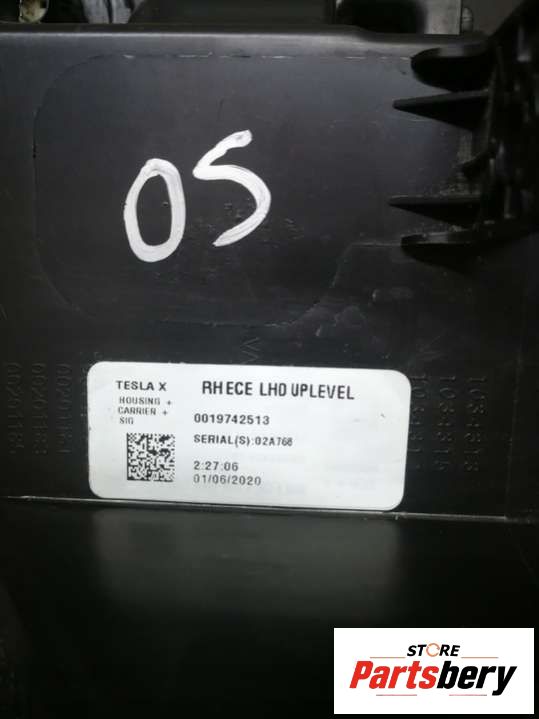 05
TESLA X
RHECE LHD UPLEVEL
HOUSING +
CARRIER +
SIG
0019742513
SERIAL(S):02A768
2:27:06
01/06/2020
STORE
Partsbery